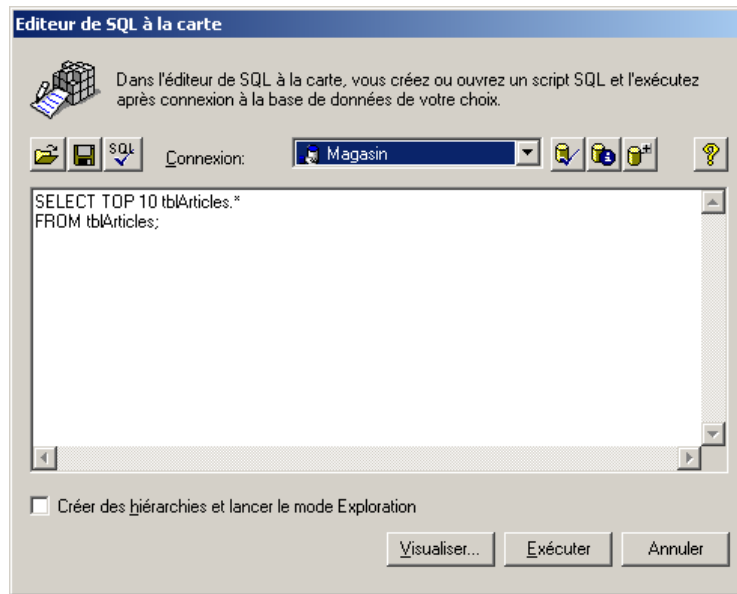 Editeur de SQL à la carte
Dans l'éditeur de SQL à la carte, vous créez ou ouvrez un script SQL et l'exécutez
après connexion à la base de données de votre choix.
SQL
Connexion:
Magasin
SELECT TOP 10 tblArticles.*
FROM tblArticles;
Créer des hiérarchies et lancer le mode Exploration
Visualiser...
Exécuter
Annuler